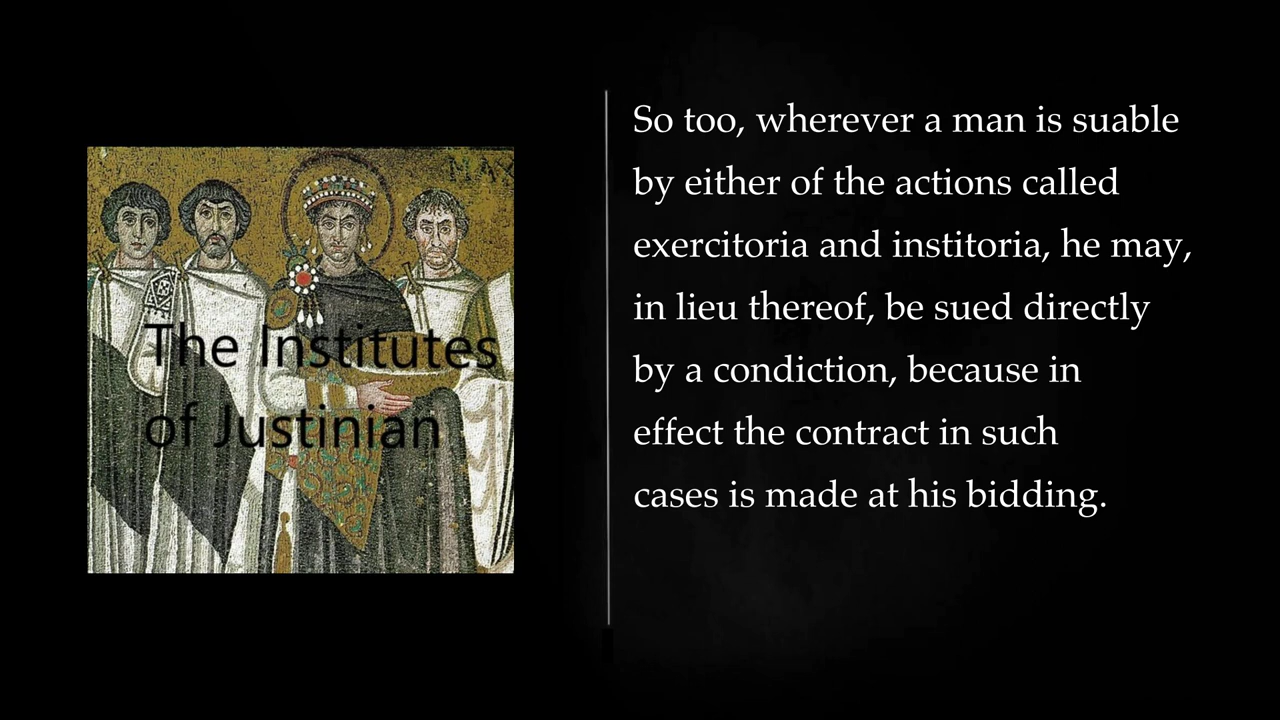 MAX
The Institutes
of Justinian
So too, wherever a man is suable
by either of the actions called
exercitoria and institoria, he may,
in lieu thereof, be sued directly
by a condiction, because in
effect the contract in such
cases is made at his bidding.